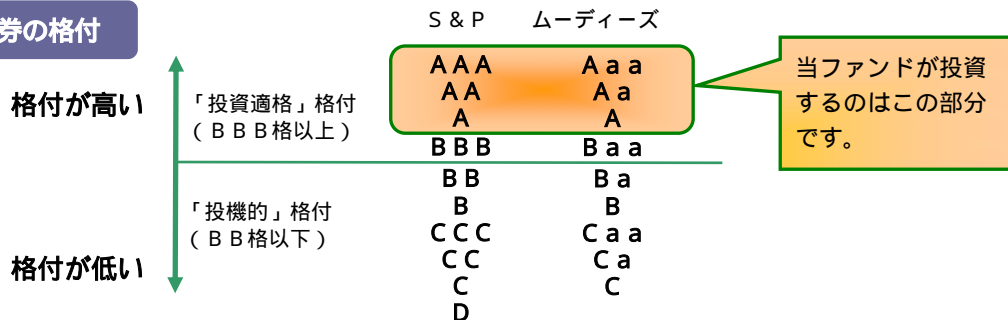 券の格付
S&P ムーディーズ
AAA Aaa
AA Aa
A A
BBB Baa
BB Ba
B B
CCC Caa
CC Ca
C C
D
格付が高い
「投資適格」格付
（BBB格以上）
「投機的」格付
（BB格以下）
格付が低い
当ファンドが投資
するのはこの部分
です。